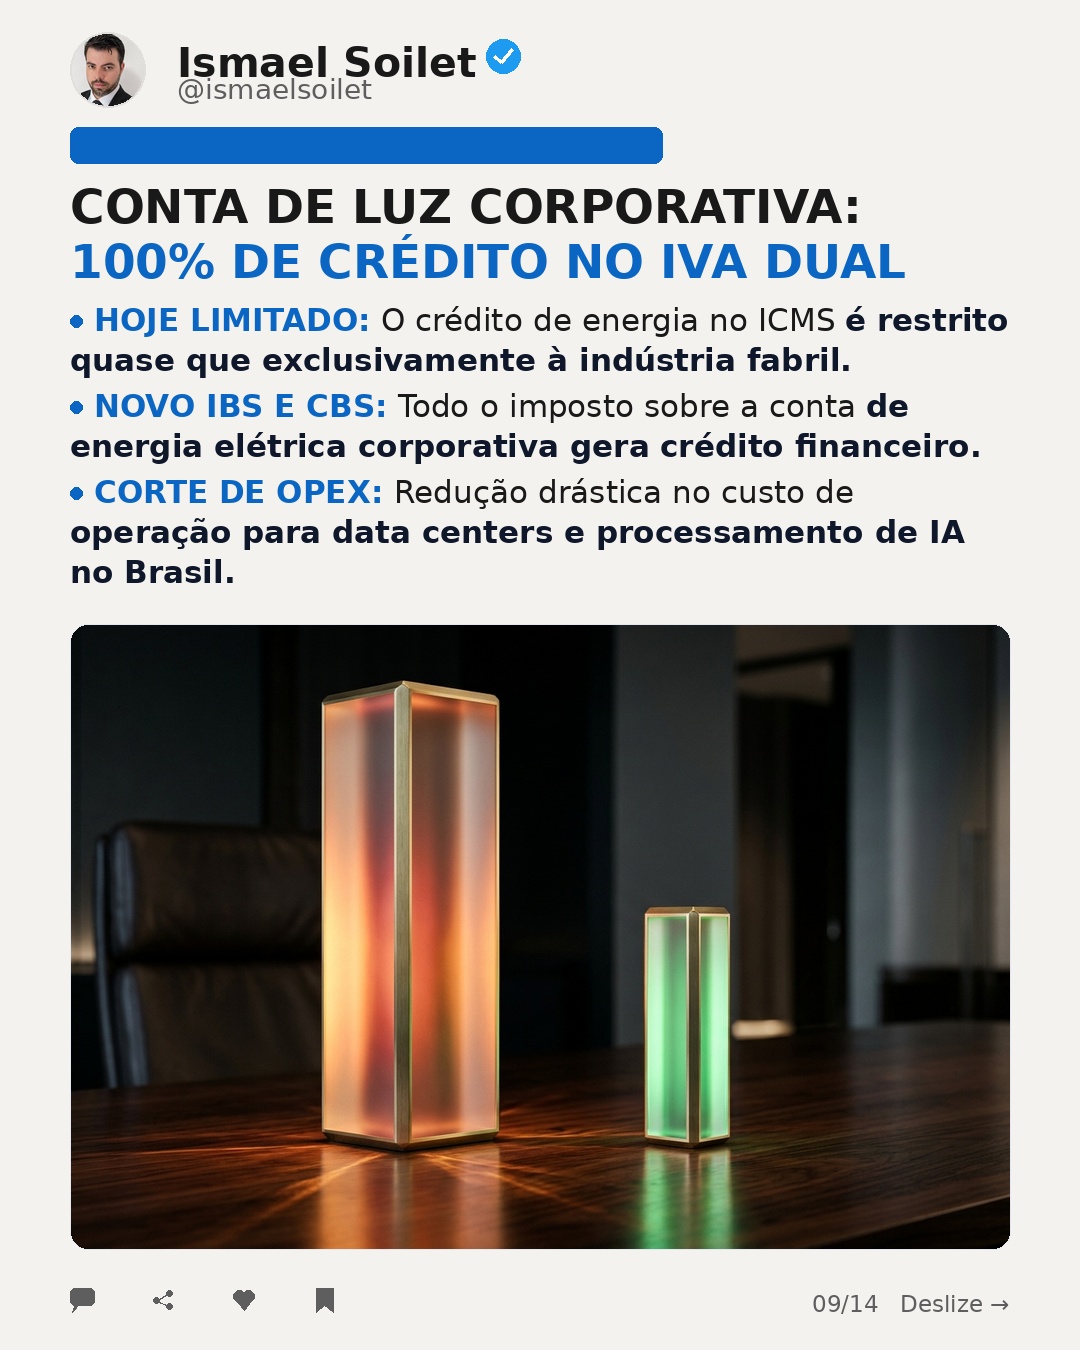 Ismael Soilet
@ismaelsoilet
CONTA DE LUZ CORPORATIVA:
100% DE CRÉDITO NO IVA DUAL
• HOJE LIMITADO: O crédito de energia no ICMS é restrito
quase que exclusivamente à indústria fabril.
• NOVO IBS E CBS: Todo o imposto sobre a conta de
energia elétrica corporativa gera crédito financeiro.
• CORTE DE OPEX: Redução drástica no custo de
operação para data centers e processamento de IA
no Brasil.
09/14 Deslize →